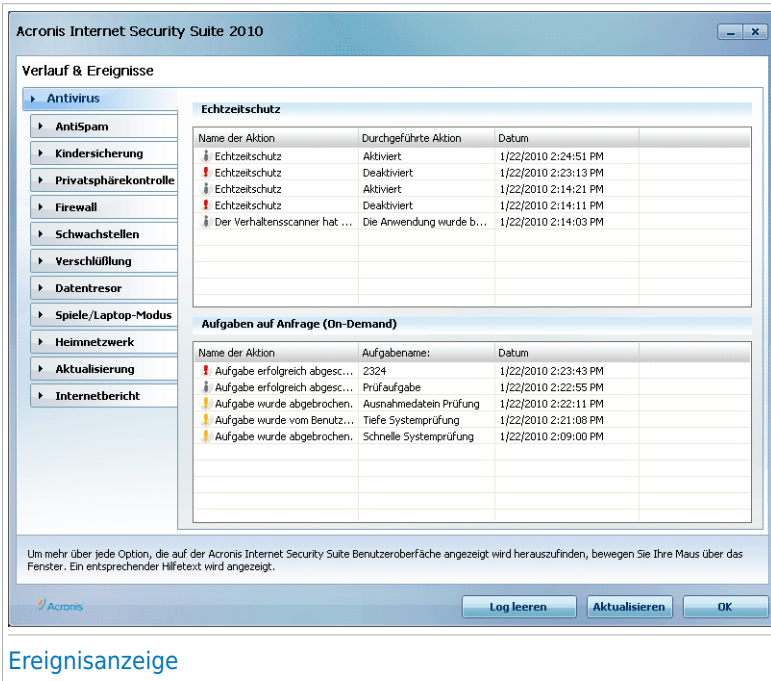 Acronis Internet Security Suite 2010
Verlauf & Ereignisse
Antivirus
AntiSpam
Kindersicherung
Privatsphärekontrolle
Firewall
Schwachstellen
Verschlüßlung
Datentresor
Spiele/Laptop-Modus
Heimnetzwerk
Aktualisierung
Internetbericht
Echtzeitschutz
Name der Aktion Durchgeführte Aktion Datum
Echtzeitschutz Aktiviert 1/22/2010 2:24:51 PM
Echtzeitschutz Deaktiviert 1/22/2010 2:23:13 PM
Echtzeitschutz Aktiviert 1/22/2010 2:14:21 PM
Echtzeitschutz Deaktiviert 1/22/2010 2:14:11 PM
Der Verhaltensscanner hat ... Die Anwendung wurde b... 1/22/2010 2:14:03 PM
Aufgaben auf Anfrage (On-Demand)
Name der Aktion Aufgabename: Datum
Aufgabe erfolgreich abgesc... 2324 1/22/2010 2:23:43 PM
Aufgabe erfolgreich abgesc... Prüfaufgabe 1/22/2010 2:22:55 PM
Aufgabe wurde abgebrochen. Ausnahmedatein Prüfung 1/22/2010 2:22:11 PM
Aufgabe wurde vom Benutz... Tiefe Systemprüfung 1/22/2010 2:21:08 PM
Aufgabe wurde abgebrochen. Schnelle Systemprüfung 1/22/2010 2:09:00 PM
Um mehr über jede Option, die auf der Acronis Internet Security Suite Benutzeroberfäche angezeigt wird herauszufinden, bewegen Sie Ihre Maus über das
Fenster. Ein entsprechender Hilfetext wird angezeigt.
Acronis
Log leeren Aktualisieren OK
Ereignisanzeige